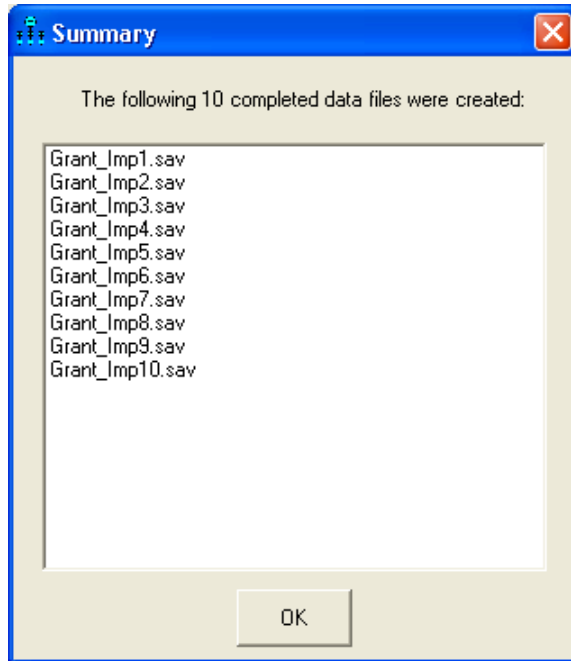 Summary
The following 10 completed data files were created:
Grant_Imp1.sav
Grant_Imp2.sav
Grant_Imp3.sav
Grant_Imp4.sav
Grant_Imp5.sav
Grant_Imp6.sav
Grant_Imp7.sav
Grant_Imp8.sav
Grant_Imp9.sav
Grant_Imp10.sav
OK